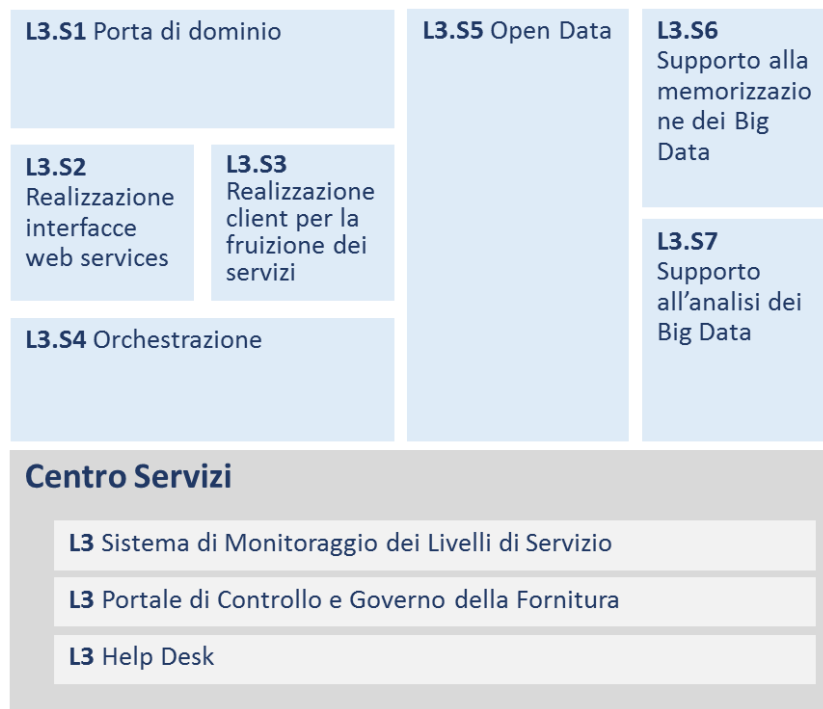 L3.S1 Porta di dominio
L3.S2
Realizzazione
interfacce
web services
L3.S3
Realizzazione
client per la
fruizione dei
servizi
L3.S4 Orchestrazione
L3.S5 Open Data
L3.S6
Supporto alla
memorizzazio
ne dei Big
Data
L3.S7
Supporto
all’analisi dei
Big Data
Centro Servizi
L3 Sistema di Monitoraggio dei Livelli di Servizio
L3 Portale di Controllo e Governo della Fornitura
L3 Help Desk